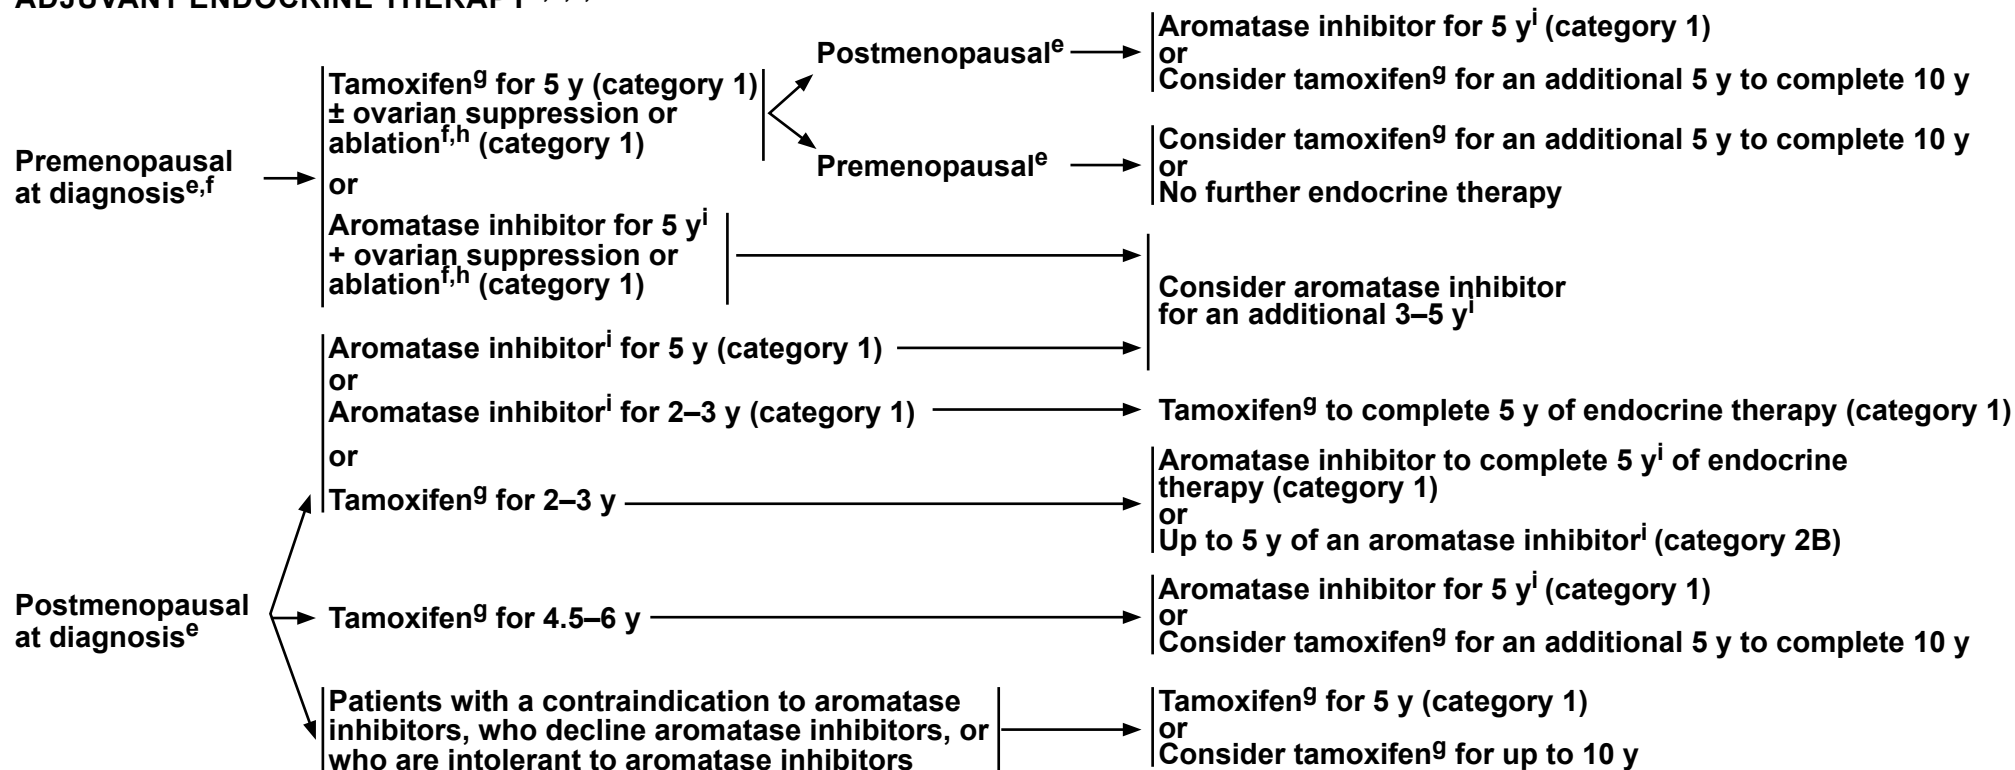 ADJUVANT ENDOCRINE THERAPY
Premenopausal
at diagnosis^e,f
Tamoxifen^g for 5 y (category 1)
± ovarian suppression or
ablation^f,h (category 1)
or
Aromatase inhibitor for 5 y^i
+ ovarian suppression or
ablation^f,h (category 1)
Postmenopausal^e
Aromatase inhibitor for 5 y^i (category 1)
or
Consider tamoxifen^g for an additional 5 y to complete 10 y
Premenopausal^e
Consider tamoxifen^g for an additional 5 y to complete 10 y
or
No further endocrine therapy
Consider aromatase inhibitor
for an additional 3–5 y^i
Postmenopausal
at diagnosis^e
Aromatase inhibitor^i for 5 y (category 1)
or
Aromatase inhibitor^i for 2–3 y (category 1)
Tamoxifen^g to complete 5 y of endocrine therapy (category 1)
or
Tamoxifen^g for 2–3 y
Aromatase inhibitor to complete 5 y^i of endocrine
therapy (category 1)
or
Up to 5 y of an aromatase inhibitor^i (category 2B)
Tamoxifen^g for 4.5–6 y
Aromatase inhibitor for 5 y^i (category 1)
or
Consider tamoxifen^g for an additional 5 y to complete 10 y
Patients with a contraindication to aromatase
inhibitors, who decline aromatase inhibitors, or
who are intolerant to aromatase inhibitors
Tamoxifen^g for 5 y (category 1)
or
Consider tamoxifen^g for up to 10 y